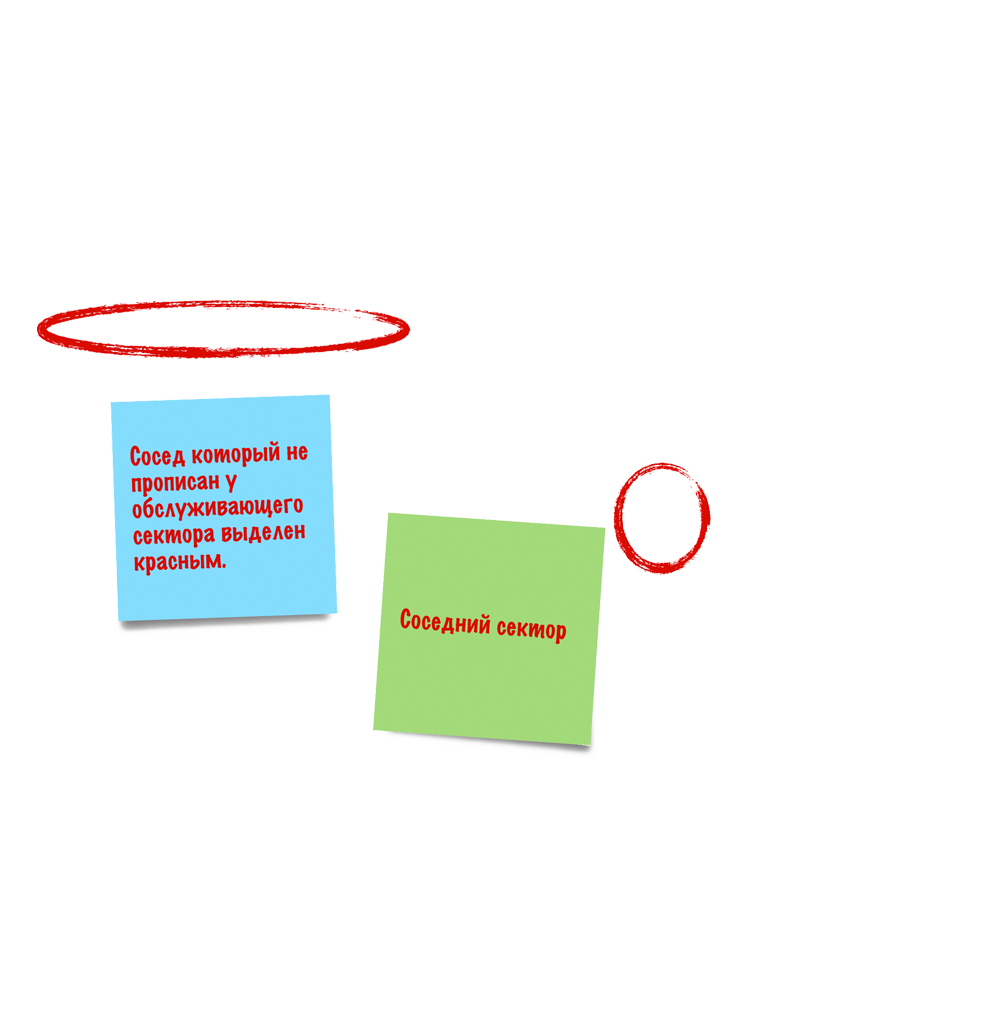 Сосед который не
прописан у
обслуживающего
сектора выделен
красным.
Соседний сектор